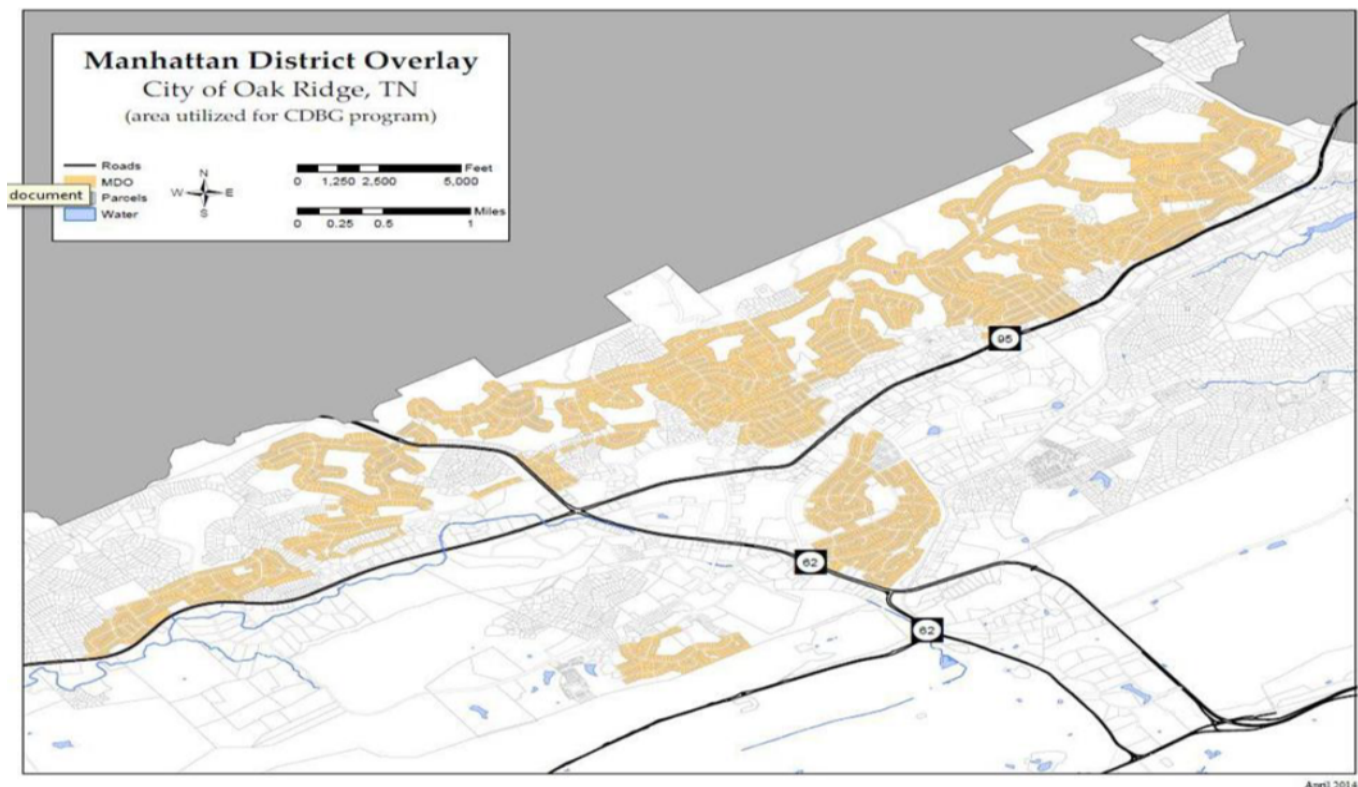 Manhattan District Overlay
City of Oak Ridge, TN
(area utilized for CDBG program)
Roads
MDO
Parcels
Water
document
N
W E
S
Feet
0 1,250 2,500 5,000
Miles
0 0.25 0.5 1
95
62
62
April 2014